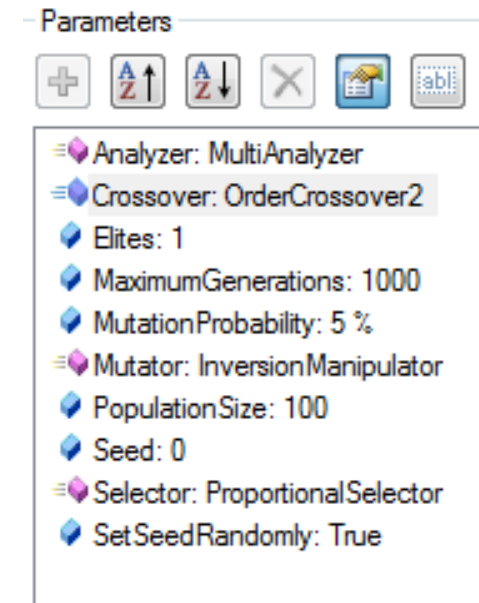 Parameters
A
Z
A
Z
abl
Analyzer: MultiAnalyzer
Crossover: OrderCrossover2
Elites: 1
MaximumGenerations: 1000
MutationProbability: 5 %
Mutator: InversionManipulator
PopulationSize: 100
Seed: 0
Selector: ProportionalSelector
SetSeedRandomly: True